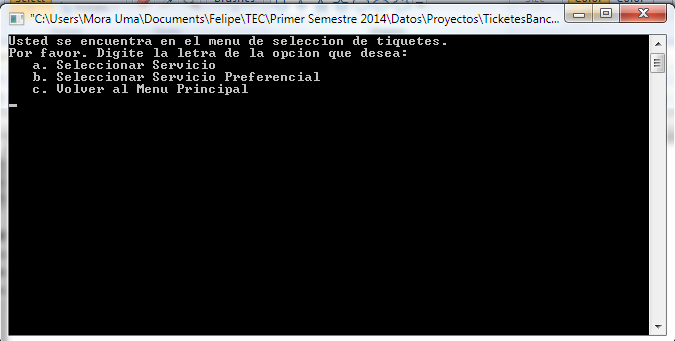 "C:\Users\Mora Uma\Documents\Felipe\TEC\Primer Semestre 2014\Datos\Proyectos\TicketesBanc...
Usted se encuentra en el menu de seleccion de tiquetes.
Por favor. Digite la letra de la opcion que desea:
a. Seleccionar Servicio
b. Seleccionar Servicio Preferencial
c. Volver al Menu Principal